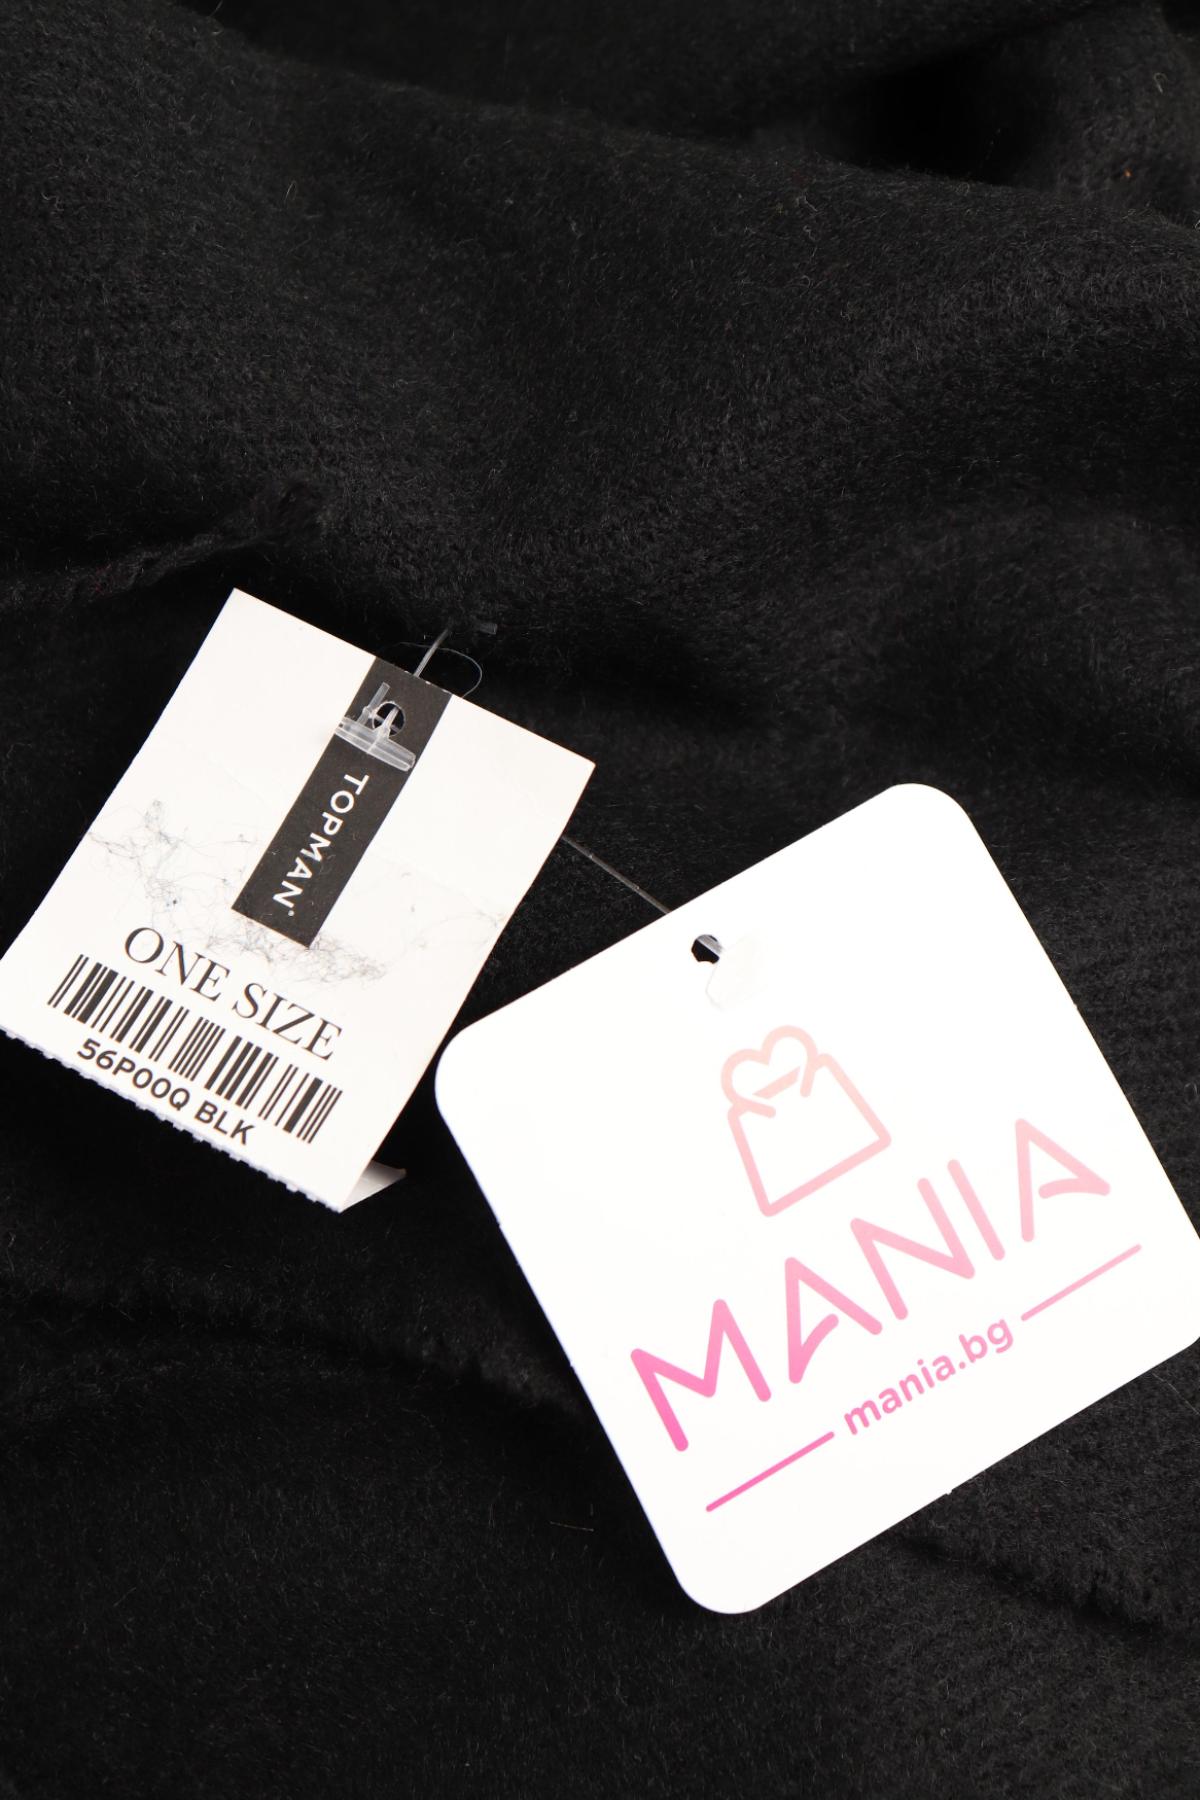 TOPMAN
ONE SIZE
56P00Q BLK
MANIA
mania.bg